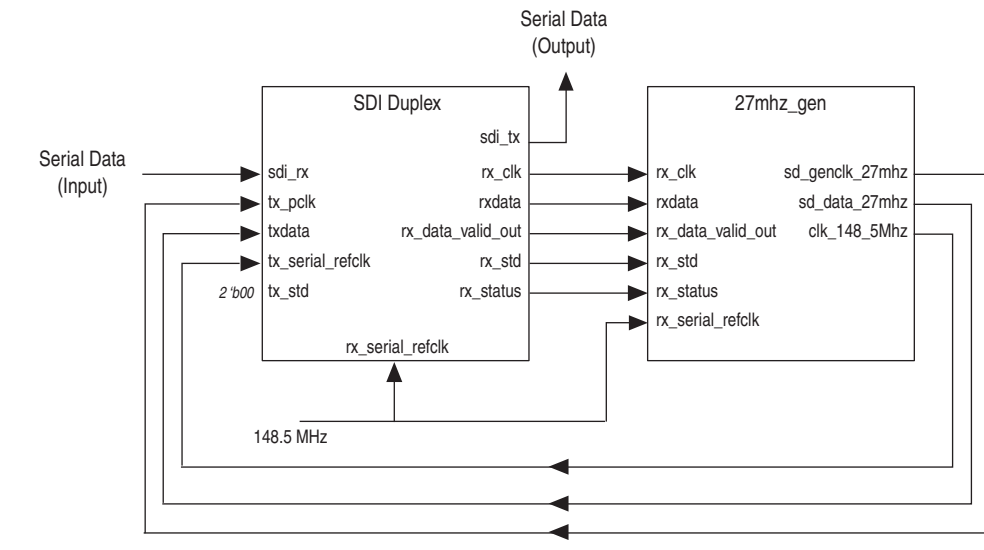 Serial Data
(Output)
SDI Duplex
27mhz_gen
sdi_tx
Serial Data
(Input)
sdi_rx
rx_clk
rx_clk
sd_genclk_27mhz
tx_pclk
rxdata
rxdata
sd_data_27mhz
txdata
rx_data_valid_out
rx_data_valid_out
clk_148_5Mhz
tx_serial_refclk
rx_std
rx_std
2 'b00
tx_std
rx_status
rx_status
rx_serial_refclk
rx_serial_refclk
148.5 MHz